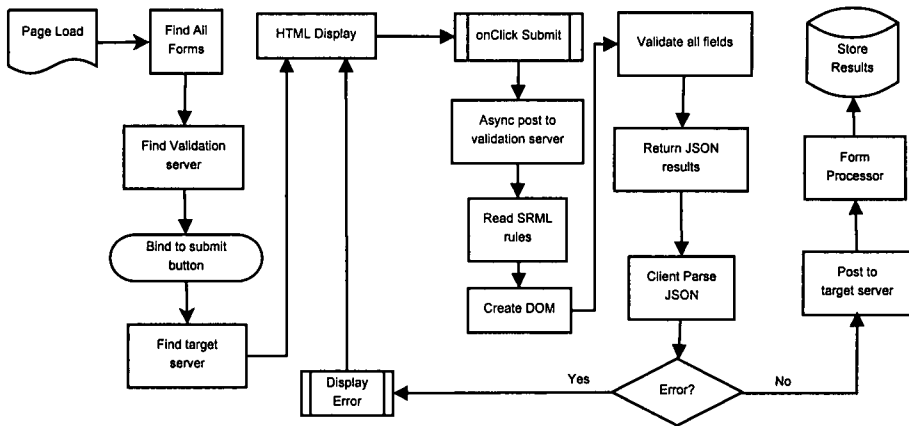 Page Load
Find All
Forms
Find Validation
server
Bind to submit
button
Find target
server
HTML Display
Display
Error
onClick Submit
Async post to
validation server
Read SRML
rules
Create DOM
Validate all fields
Return JSON
results
Client Parse
JSON
Error?
Yes
No
Post to
target server
Form
Processor
Store
Results